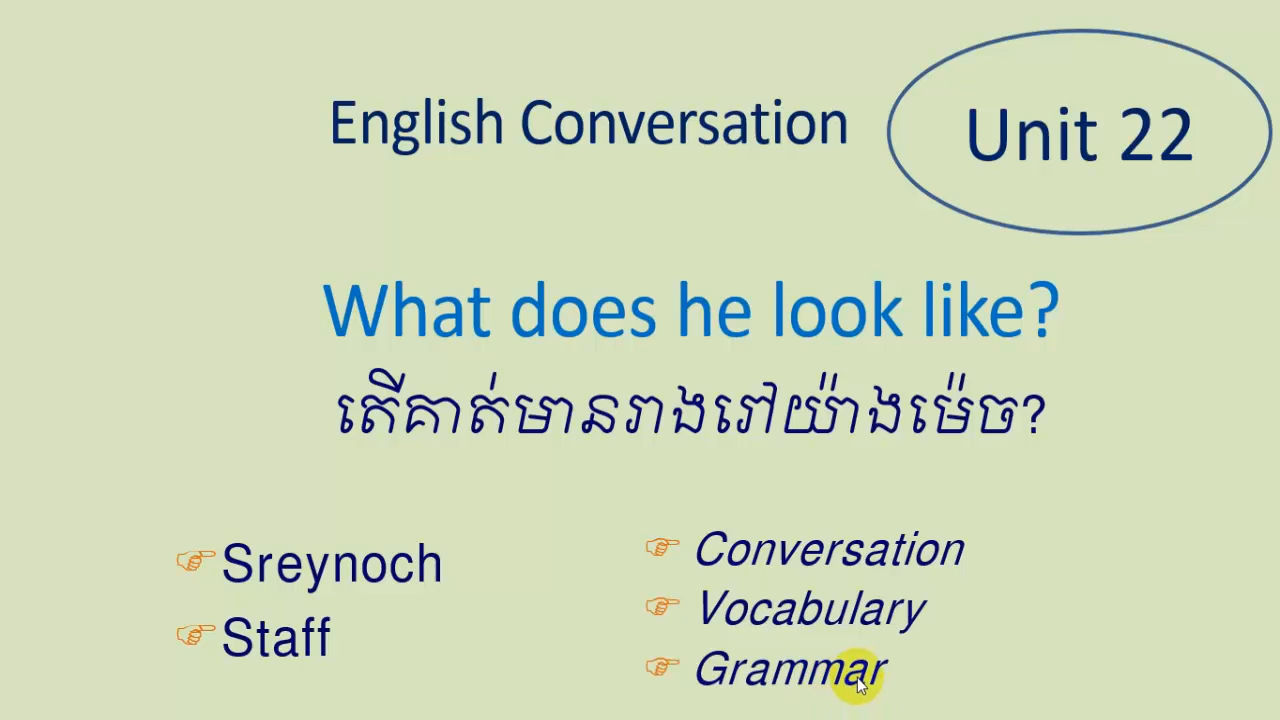 English Conversation
Unit 22
What does he look like?
តើគាត់មានរាងរៅយ៉ាងម៉េច?
Sreynoch
Staff
Conversation
Vocabulary
Grammar